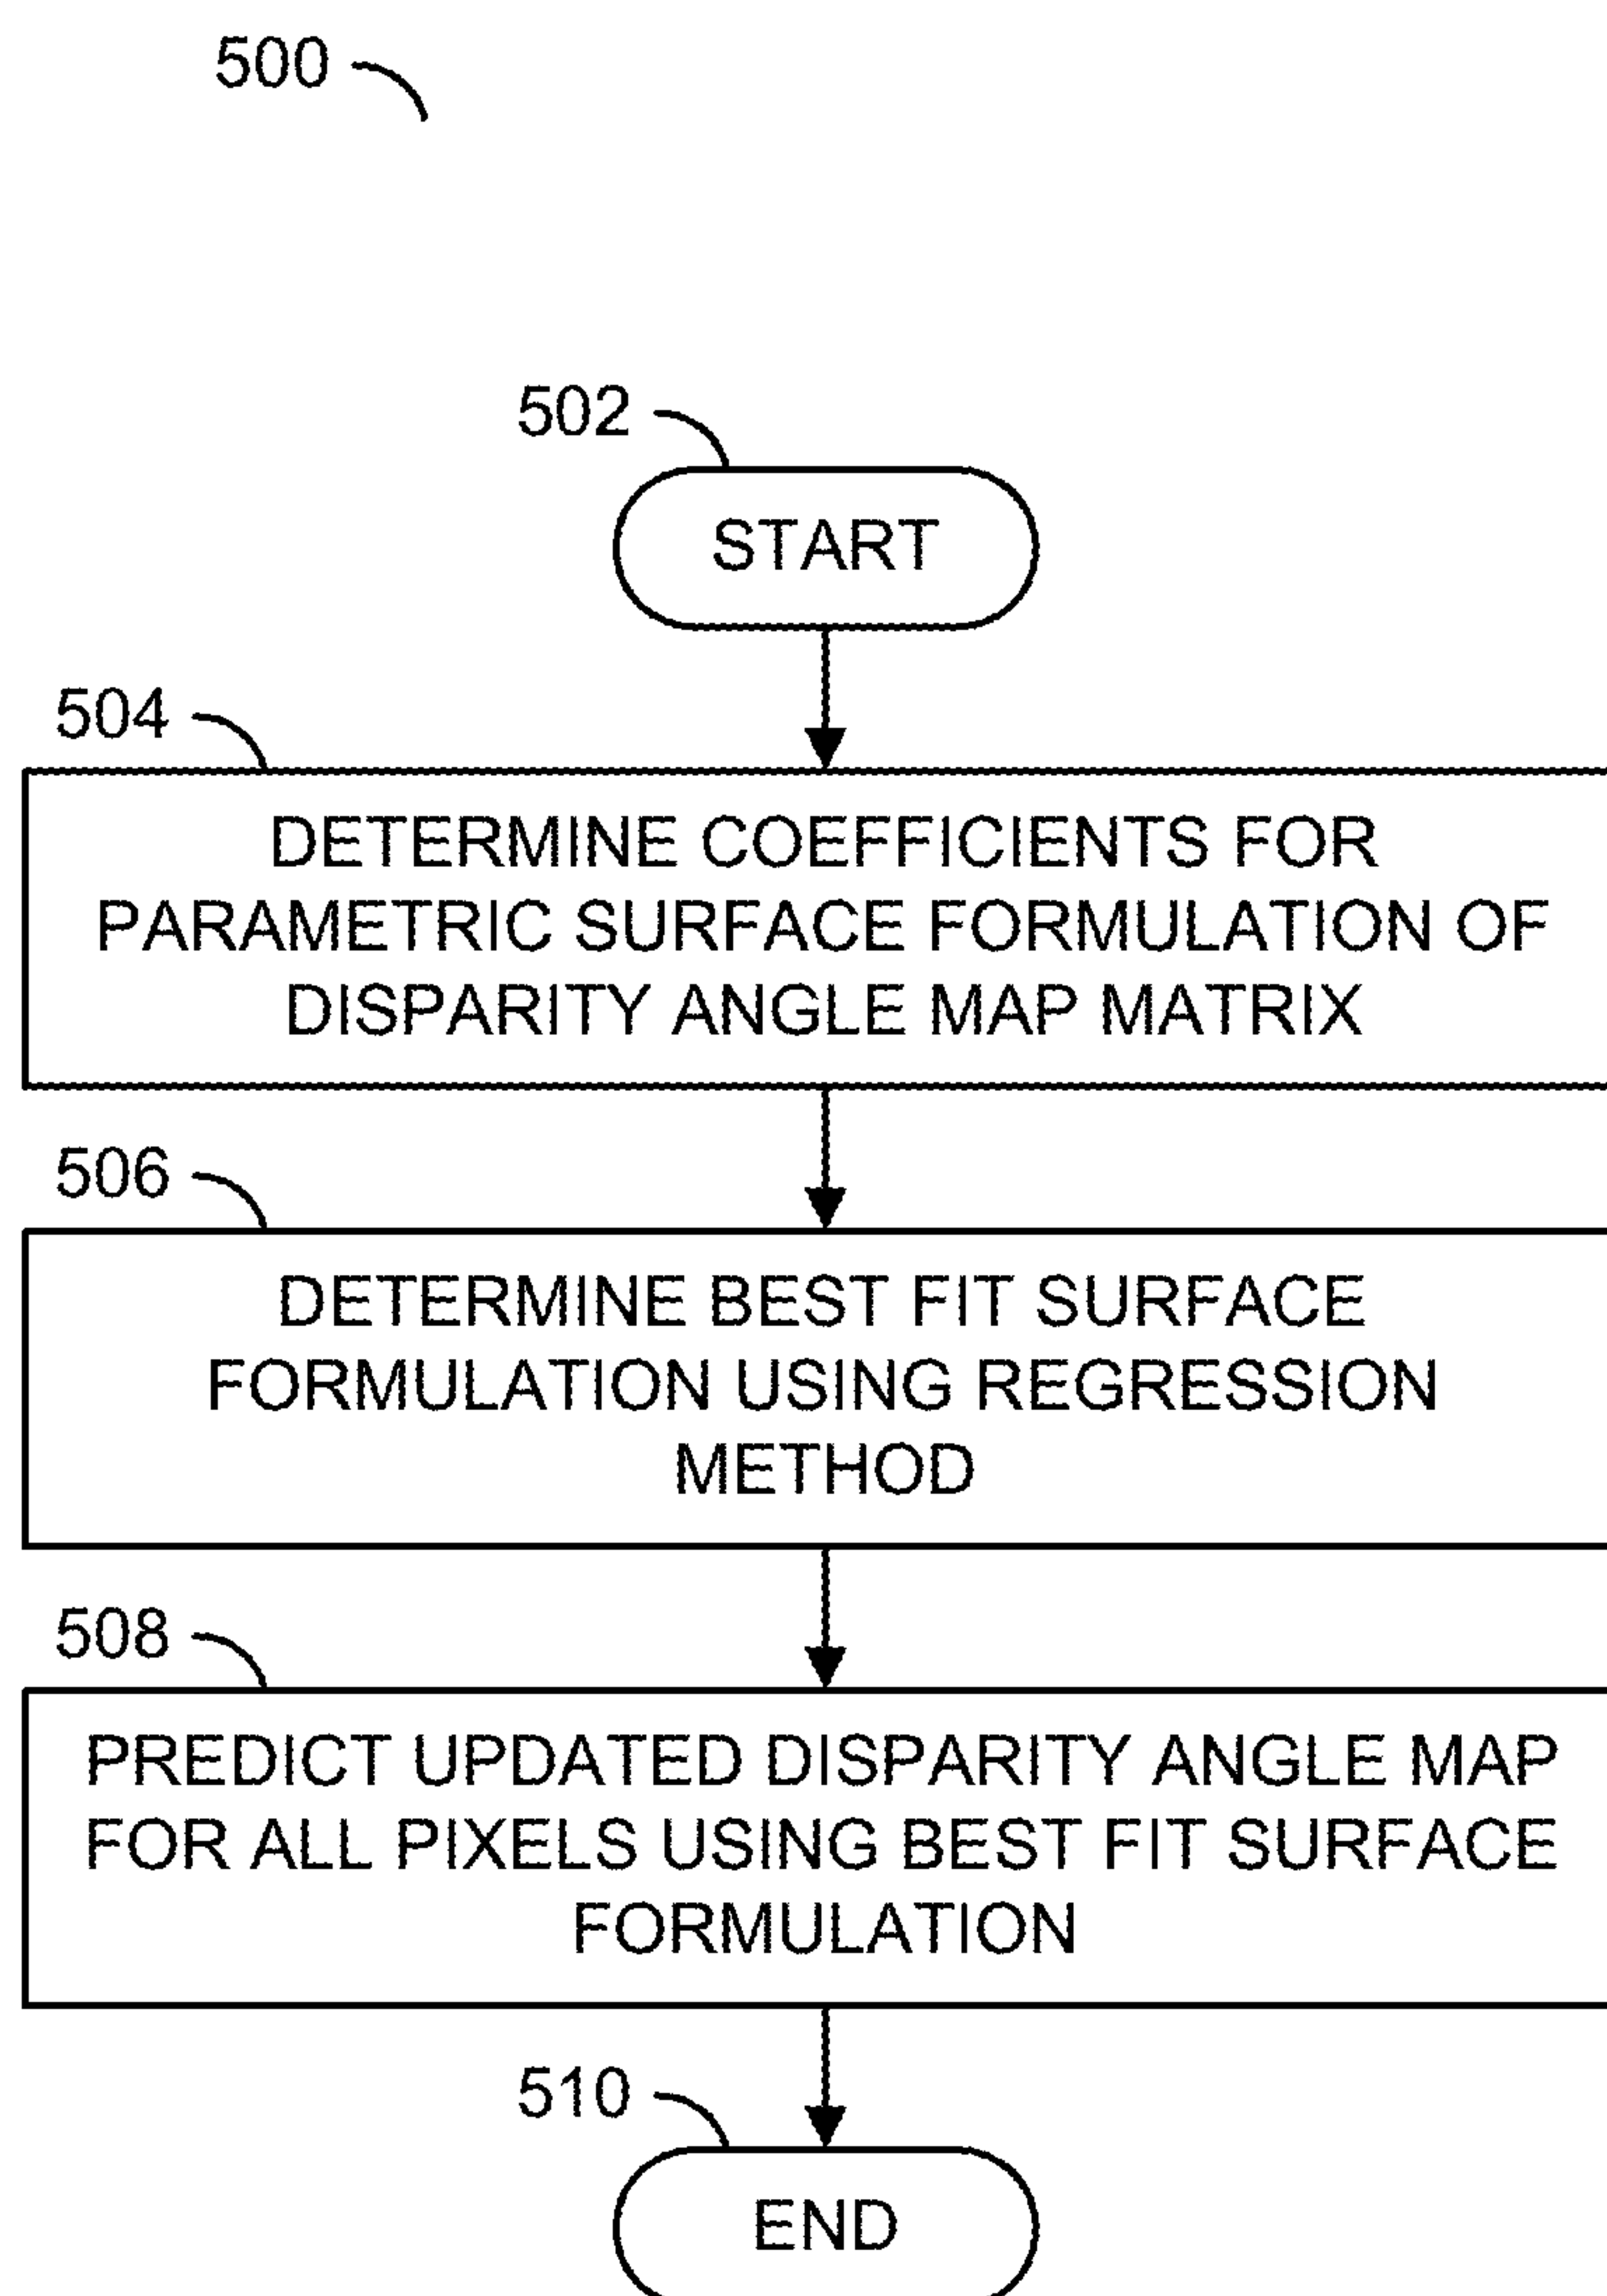 500
502
START
504
DETERMINE COEFFICIENTS FOR
PARAMETRIC SURFACE FORMULATION OF
DISPARITY ANGLE MAP MATRIX
506
DETERMINE BEST FIT SURFACE
FORMULATION USING REGRESSION
METHOD
508
PREDICT UPDATED DISPARITY ANGLE MAP
FOR ALL PIXELS USING BEST FIT SURFACE
FORMULATION
510
END